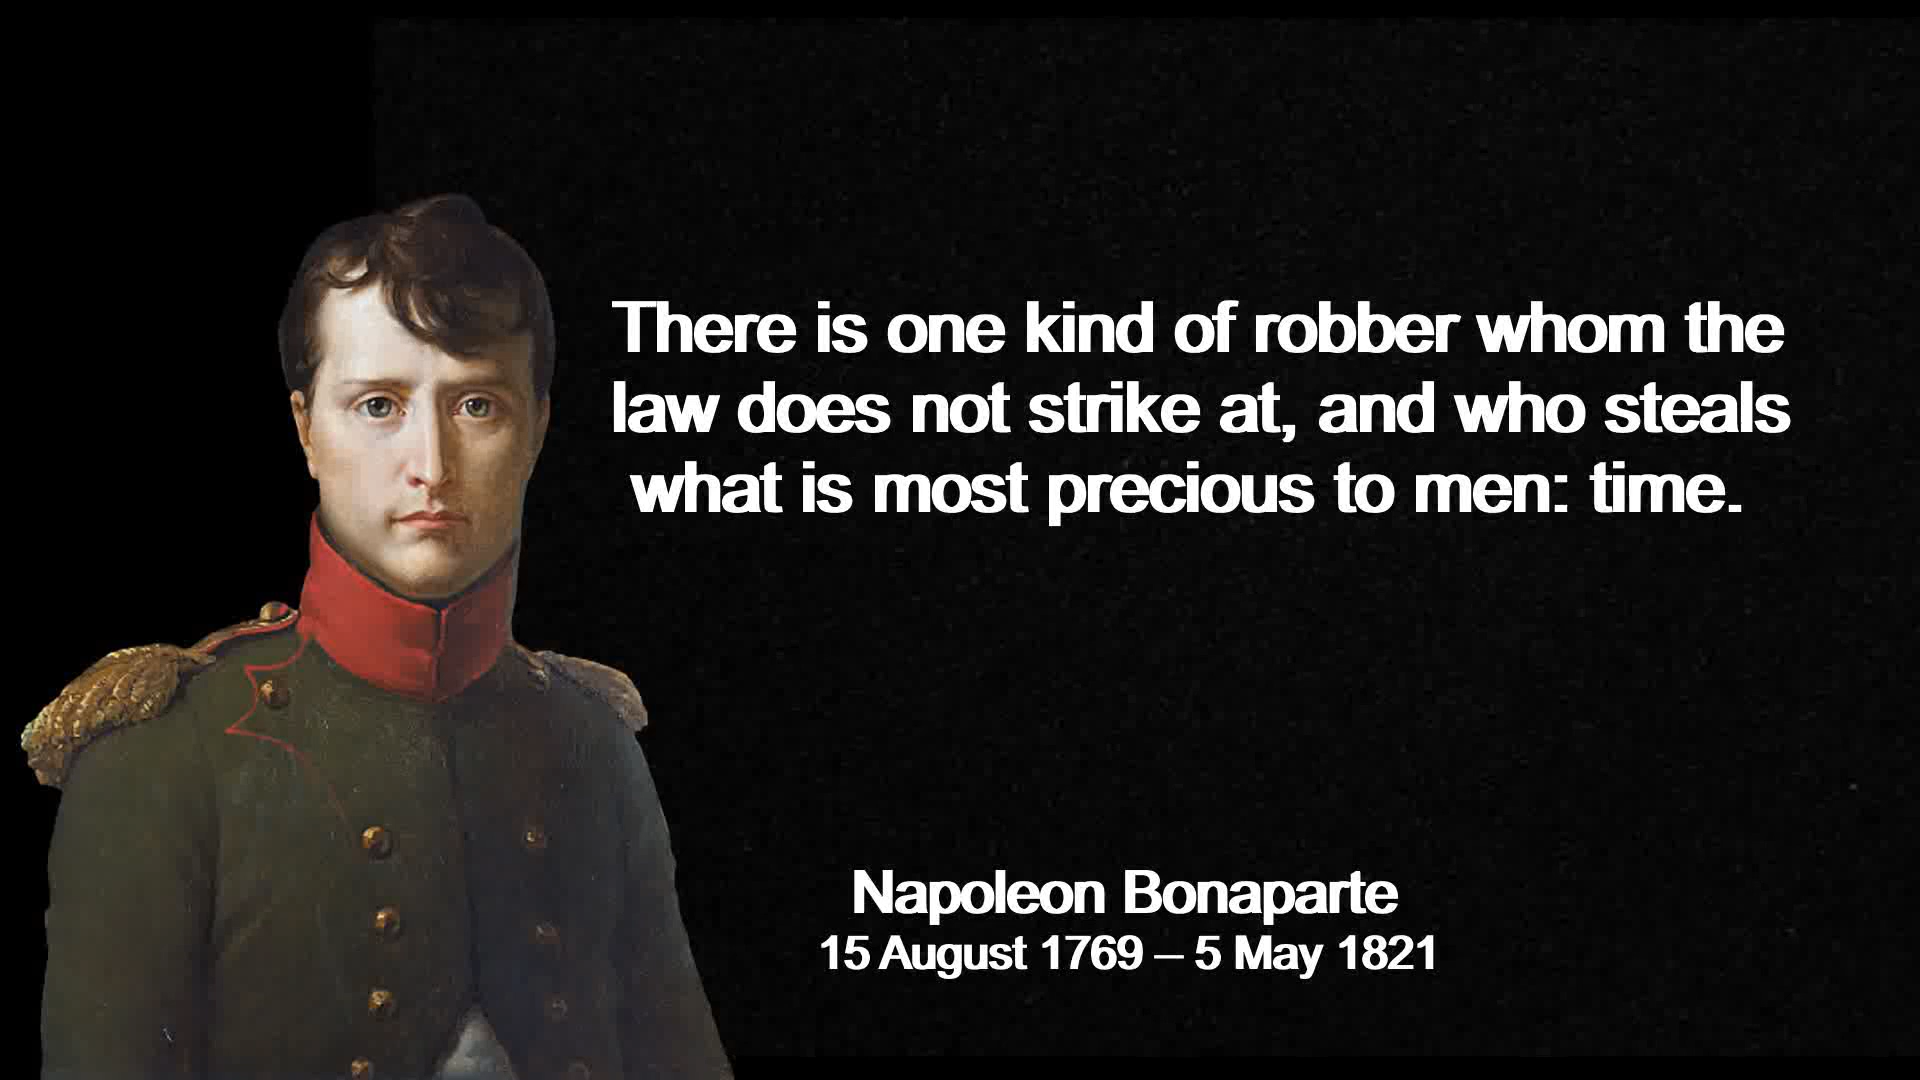 There is one kind of robber whom the
law does not strike at, and who steals
what is most precious to men: time.
Napoleon Bonaparte
15 August 1769 – 5 May 1821